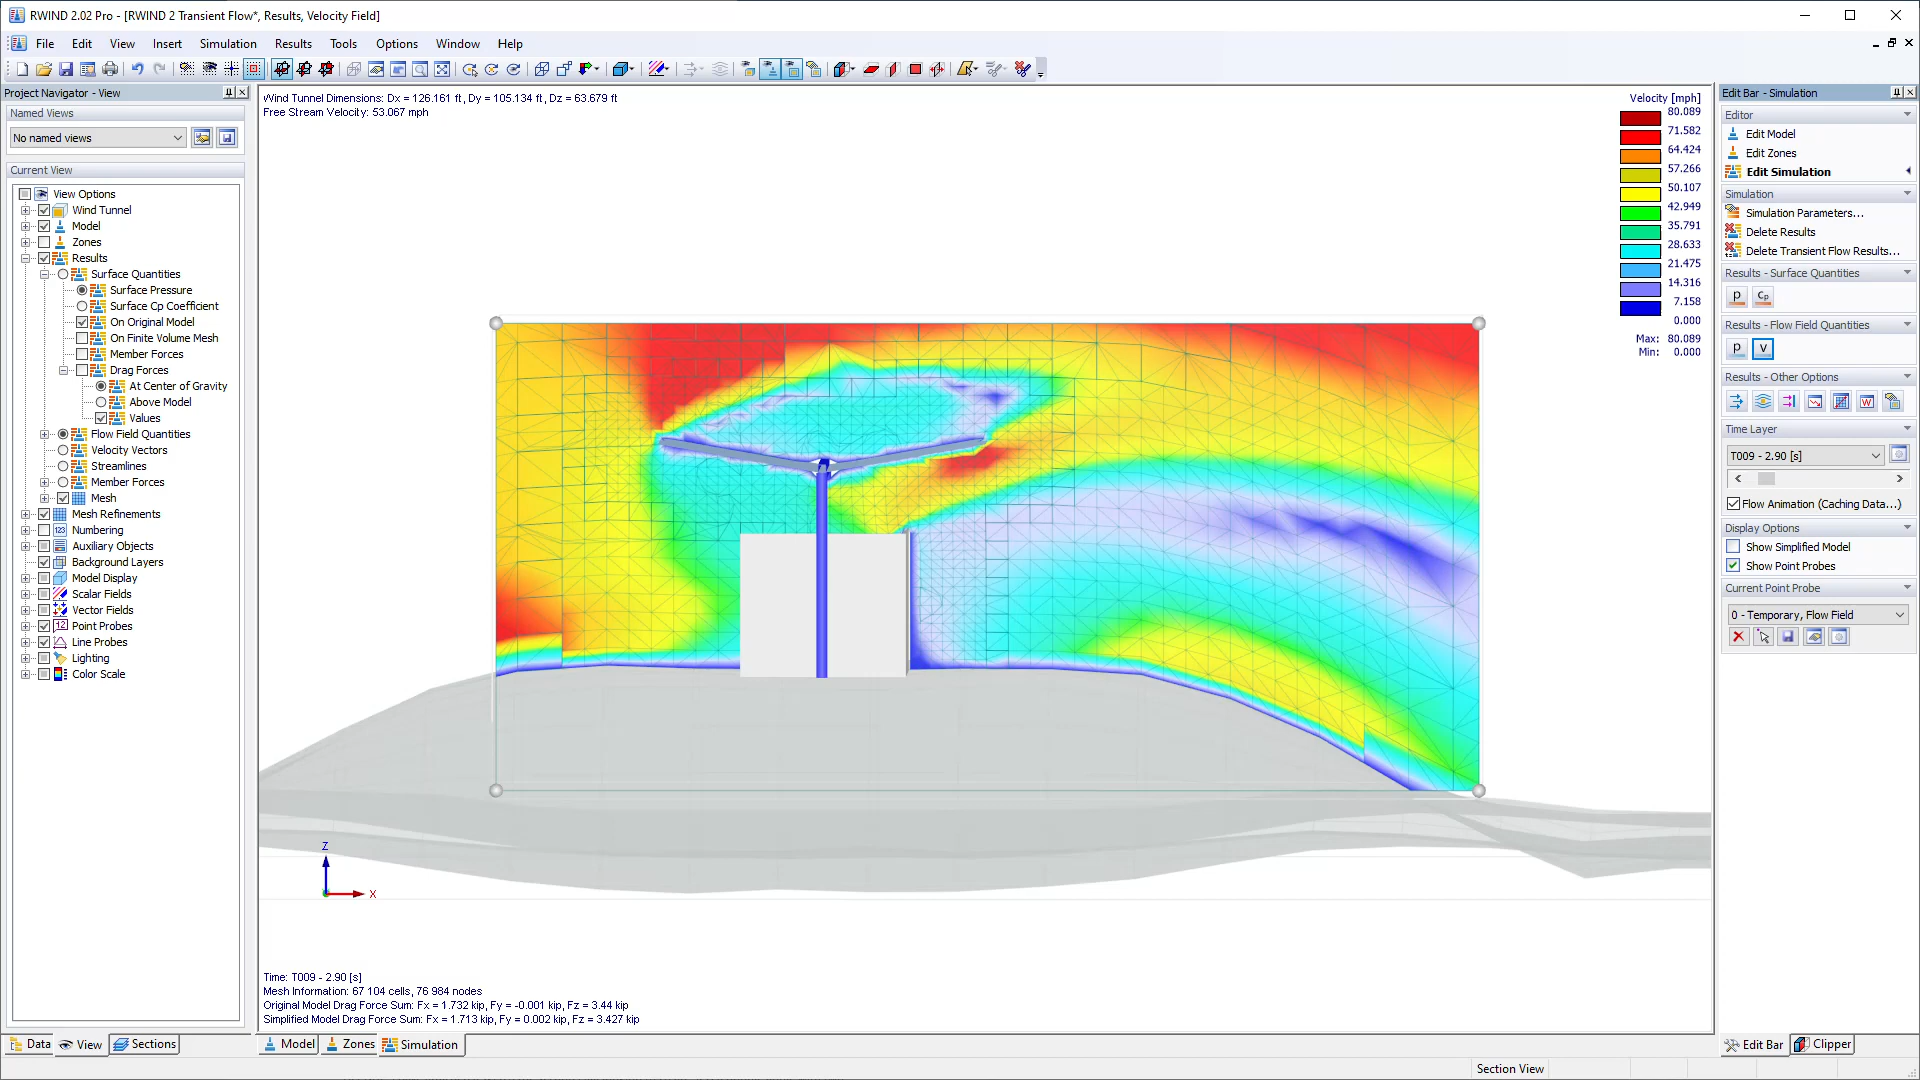 RWIND 2.02 Pro - [RWIND 2 Transient Flow*, Results, Velocity Field]
File Edit View Insert Simulation Results Tools Options Window Help
Project Navigator - View
Named Views
No named views
Current View
View Options
Wind Tunnel
Model
Zones
Results
Surface Quantities
Surface Pressure
Surface Cp Coefficient
On Original Model
On Finite Volume Mesh
Member Forces
Drag Forces
At Center of Gravity
Above Model
Values
Flow Field Quantities
Velocity Vectors
Streamlines
Member Forces
Mesh
Mesh Refinements
123 Numbering
Auxiliary Objects
Background Layers
Model Display
Scalar Fields
Vector Fields
12 Point Probes
Line Probes
Lighting
Color Scale
Data View Sections
Wind Tunnel Dimensions: Dx = 126.161 ft, Dy = 105.134 ft, Dz = 63.679 ft
Free Stream Velocity: 53.067 mph
Velocity [mph]
80.089
71.582
64.424
57.266
50.107
42.949
35.791
28.633
21.475
14.316
7.158
0.000
Max: 80.089
Min: 0.000
Z
X
Time: T009 - 2.90 [s]
Mesh Information: 67 104 cells, 76 984 nodes
Original Model Drag Force Sum: Fx = 1.732 kip, Fy = -0.001 kip, Fz = 3.44 kip
Simplified Model Drag Force Sum: Fx = 1.713 kip, Fy = 0.002 kip, Fz = 3.427 kip
Model Zones Simulation
Edit Bar - Simulation
Editor
Edit Model
Edit Zones
Edit Simulation
Simulation
Simulation Parameters...
Delete Results
Delete Transient Flow Results...
Results - Surface Quantities
p Cp
Results - Flow Field Quantities
p v
Results - Other Options
W
Time Layer
T009 - 2.90 [s]
Flow Animation (Caching Data...)
Display Options
Show Simplified Model
Show Point Probes
Current Point Probe
0 - Temporary, Flow Field
Edit Bar Clipper
Section View